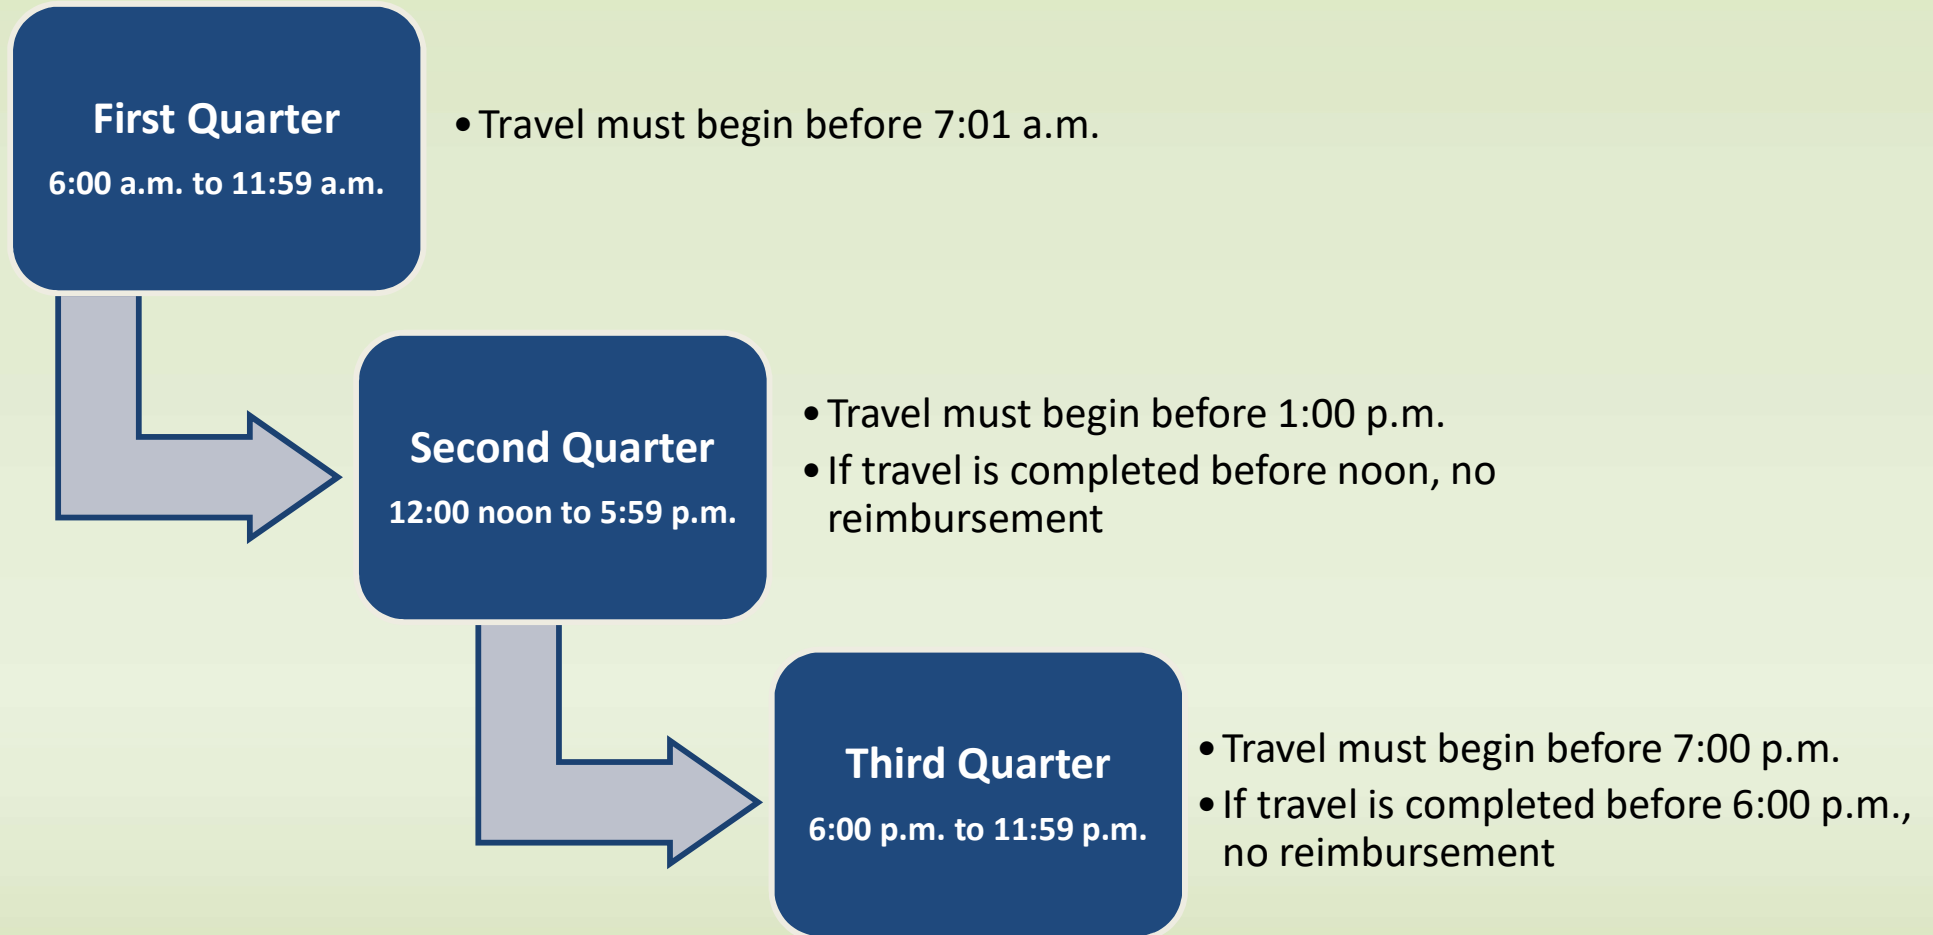 First Quarter
6:00 a.m. to 11:59 a.m.
• Travel must begin before 7:01 a.m.
Second Quarter
12:00 noon to 5:59 p.m.
• Travel must begin before 1:00 p.m.
• If travel is completed before noon, no
reimbursement
Third Quarter
6:00 p.m. to 11:59 p.m.
• Travel must begin before 7:00 p.m.
• If travel is completed before 6:00 p.m.,
no reimbursement